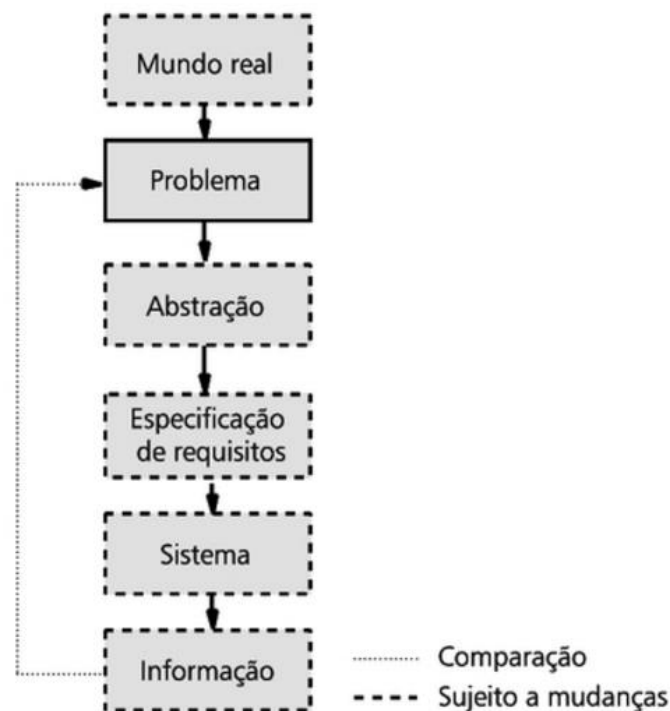 Mundo real
Problema
Abstração
Especificação
de requisitos
Sistema
Informação
Comparação
Sujeito a mudanças